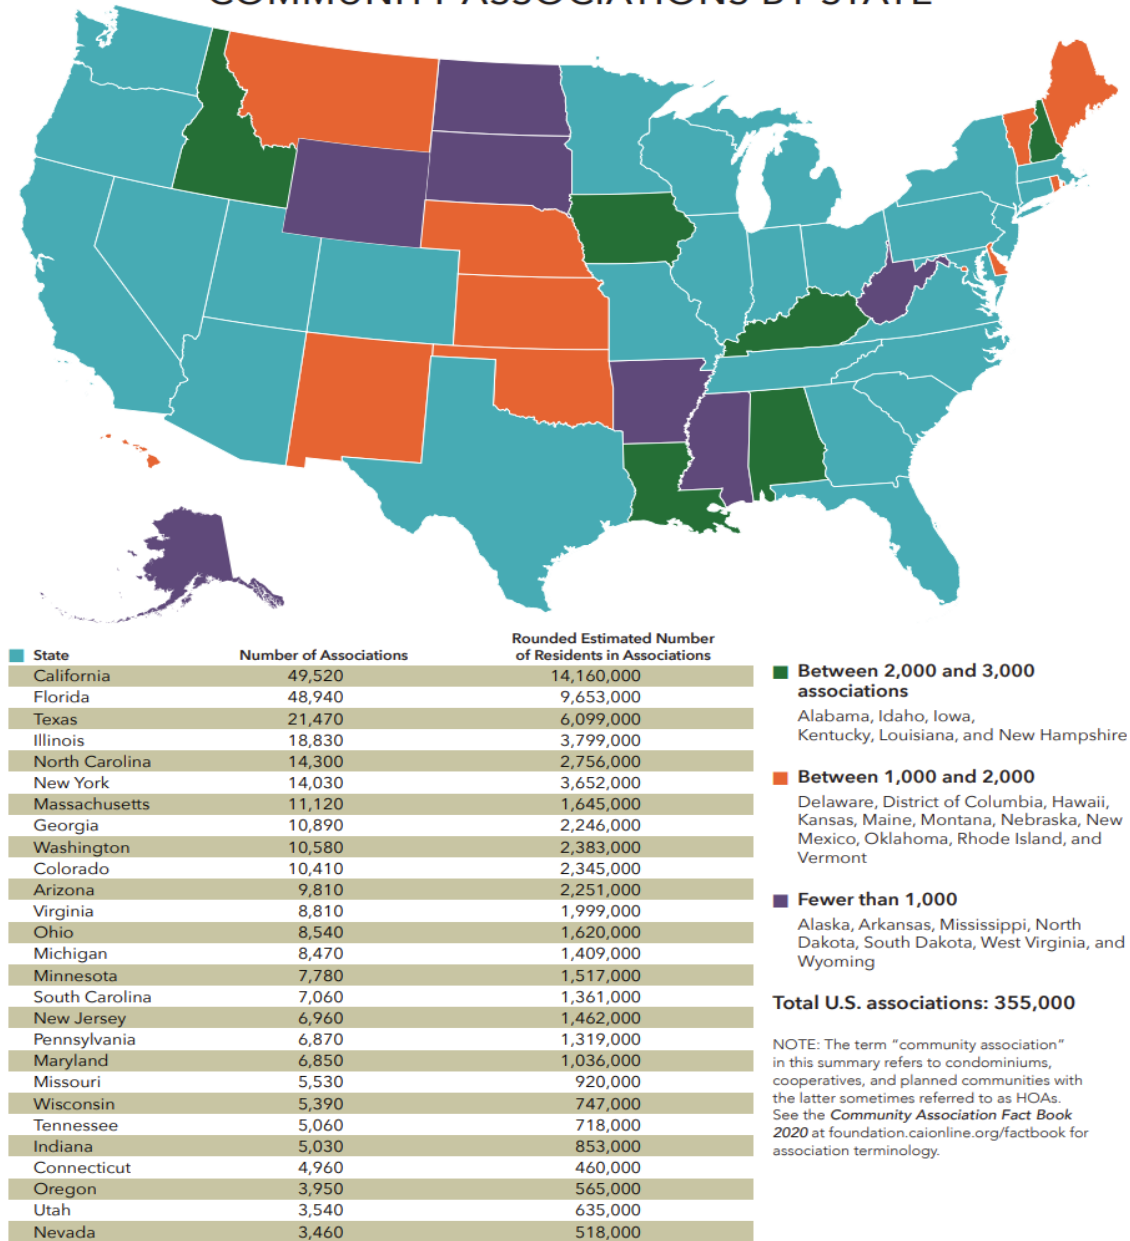 COMMUNITY ASSOCIATIONS BY STATE
State Number of Associations Rounded Estimated Number
of Residents in Associations
California 49,520 14,160,000
Florida 48,940 9,653,000
Texas 21,470 6,099,000
Illinois 18,830 3,799,000
North Carolina 14,300 2,756,000
New York 14,030 3,652,000
Massachusetts 11,120 1,645,000
Georgia 10,890 2,246,000
Washington 10,580 2,383,000
Colorado 10,410 2,345,000
Arizona 9,810 2,251,000
Virginia 8,810 1,999,000
Ohio 8,540 1,620,000
Michigan 8,470 1,409,000
Minnesota 7,780 1,517,000
South Carolina 7,060 1,361,000
New Jersey 6,960 1,462,000
Pennsylvania 6,870 1,319,000
Maryland 6,850 1,036,000
Missouri 5,530 920,000
Wisconsin 5,390 747,000
Tennessee 5,060 718,000
Indiana 5,030 853,000
Connecticut 4,960 460,000
Oregon 3,950 565,000
Utah 3,540 635,000
Nevada 3,460 518,000
Between 2,000 and 3,000
associations
Alabama, Idaho, Iowa,
Kentucky, Louisiana, and New Hampshire
Between 1,000 and 2,000
Delaware, District of Columbia, Hawaii,
Kansas, Maine, Montana, Nebraska, New
Mexico, Oklahoma, Rhode Island, and
Vermont
Fewer than 1,000
Alaska, Arkansas, Mississippi, North
Dakota, South Dakota, West Virginia, and
Wyoming
Total U.S. associations: 355,000
NOTE: The term “community association”
in this summary refers to condominiums,
cooperatives, and planned communities with
the latter sometimes referred to as HOAs.
See the Community Association Fact Book
2020 at foundation.caionline.org/factbook for
association terminology.